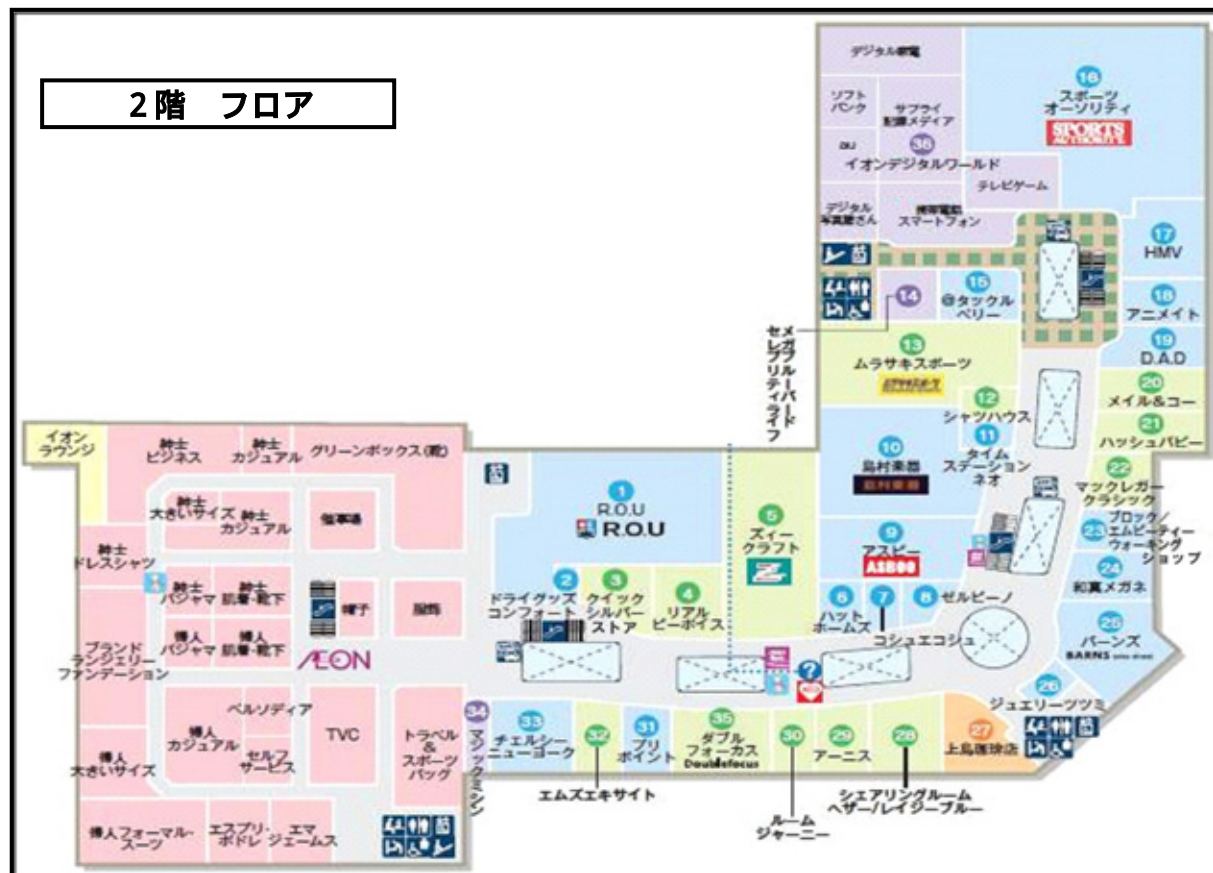 2階 フロア
デジタル家電
ソフト
バンク
サプライ
記録メディア
au
36
イオンデジタルワールド
テレビゲーム
デジタル
写真屋さん
携帯電話
スマートフォン
16
スポーツ
オーソリティ
SPORTS
AUTHORITY
17
HMV
14
15
@タックル
ベリー
18
アニメイト
19
D.A.D
メガブルーバード
セレブリティライフ
13
ムラサキスポーツ
ムラサキスポーツ
12
シャツハウス
20
メイル&コー
21
ハッシュパピー
11
タイム
ステーション
ネオ
10
島村楽器
島村楽器
22
マックレガー
クラシック
23
ブロック/
エムビーティー
ウォーキング
ショップ
9
アスビー
ASBEE
24
和真メガネ
6
ハット
ホームズ
7
コシュエコシュ
8
ゼルビーノ
25
バーンズ
BARNS
26
ジュエリーツツミ
27
上島珈琲店
イオン
ラウンジ
紳士
ビジネス
紳士
カジュアル
グリーンボックス(靴)
紳士
大きいサイズ
紳士
カジュアル
催事場
紳士
ドレスシャツ
紳士
パジャマ
紳士
肌着・靴下
帽子
服飾
婦人
パジャマ
婦人
肌着・靴下
AEON
ブランド
ランジェリー
ファンデーション
ベルソディア
婦人
カジュアル
セルフ
サービス
TVC
トラベル
&
スポーツ
バッグ
婦人
大きいサイズ
婦人フォーマル・
スーツ
エスプリ・
ボドレ
エマ
ジェームス
1
R.O.U
R.O.U
2
ドライグッズ
コンフォート
3
クイック
シルバー
ストア
4
リアル
ビーボイス
5
ズィー
クラフト
Z
34
マジックミシン
33
チェルシー
ニューヨーク
32
エムズエキサイト
31
プリ
ポイント
35
ダブル
フォーカス
Doublefocus
30
ルーム
ジャーニー
29
アーニス
28
シェアリングルーム
ヘザー/レイジーブルー
?